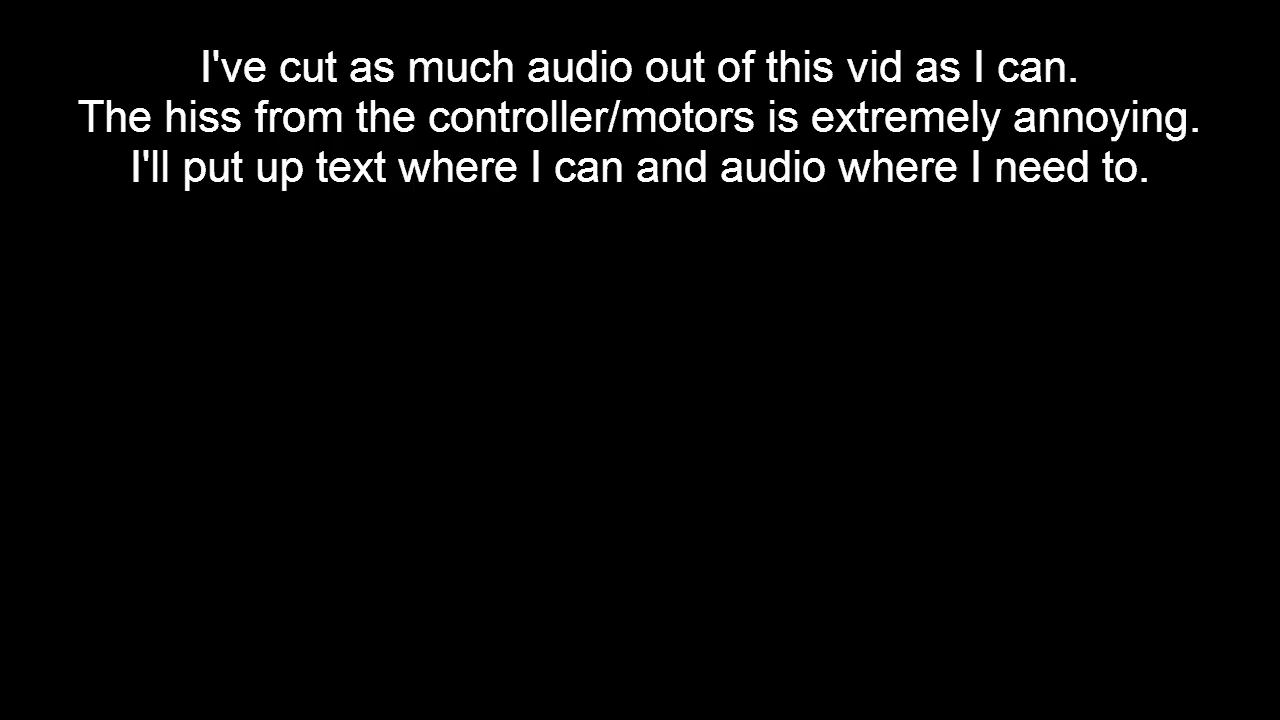 I've cut as much audio out of this vid as I can.
The hiss from the controller/motors is extremely annoying.
I'll put up text where I can and audio where I need to.